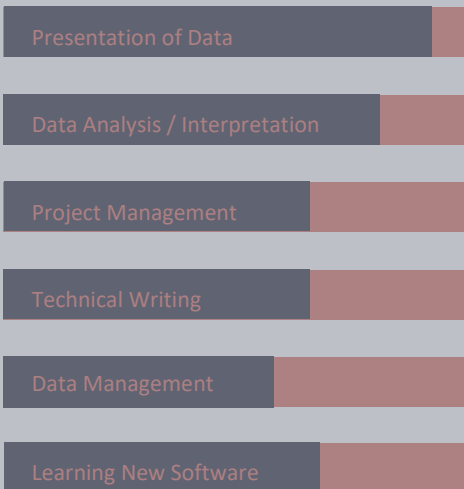 Presentation of Data
Data Analysis / Interpretation
Project Management
Technical Writing
Data Management
Learning New Software